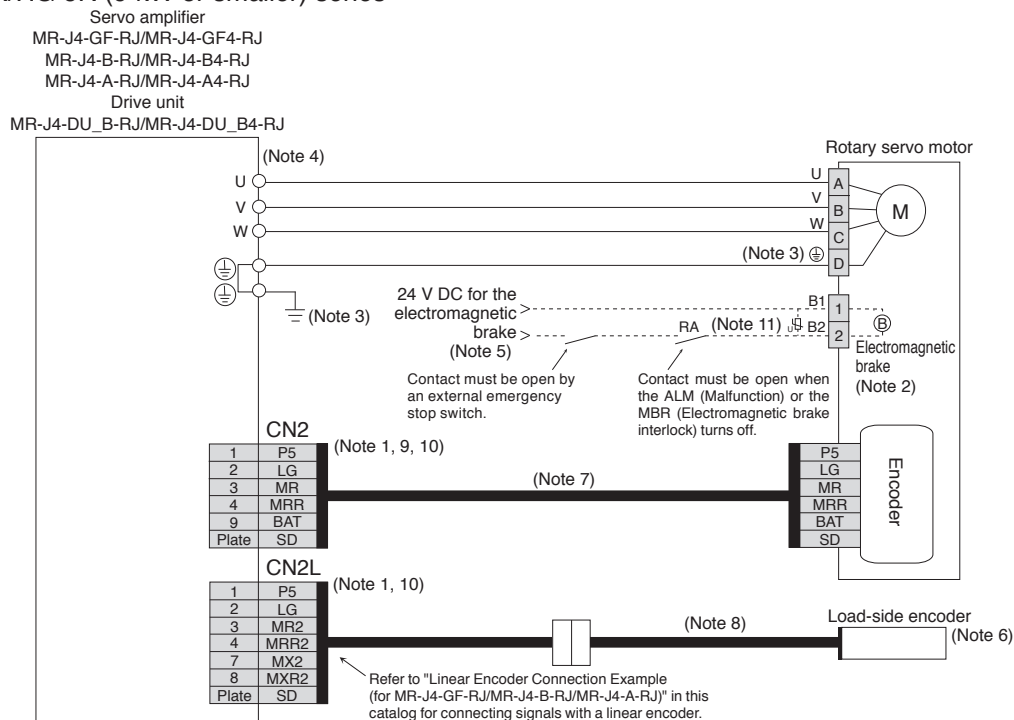 Servo amplifier
MR-J4-GF-RJ/MR-J4-GF4-RJ
MR-J4-B-RJ/MR-J4-B4-RJ
MR-J4-A-RJ/MR-J4-A4-RJ
Drive unit
MR-J4-DU_B-RJ/MR-J4-DU_B4-RJ
(Note 4)
Rotary servo motor
U
U
A
V
V
B
M
W
W
C
(Note 3)
D
(Note 3)
24 V DC for the
electromagnetic
brake
(Note 5)
B1
1
RA
(Note 11)
U
B2
2
B
Electromagnetic
brake
(Note 2)
Contact must be open by
an external emergency
stop switch.
Contact must be open when
the ALM (Malfunction) or the
MBR (Electromagnetic brake
interlock) turns off.
CN2
(Note 1, 9, 10)
1 P5
2 LG
3 MR
4 MRR
9 BAT
Plate SD
(Note 7)
P5
LG
MR
MRR
BAT
SD
Encoder
CN2L
(Note 1, 10)
1 P5
2 LG
3 MR2
4 MRR2
7 MX2
8 MXR2
Plate SD
(Note 8)
Load-side encoder
(Note 6)
Refer to "Linear Encoder Connection Example
(for MR-J4-GF-RJ/MR-J4-B-RJ/MR-J4-A-RJ)" in this
catalog for connecting signals with a linear encoder.